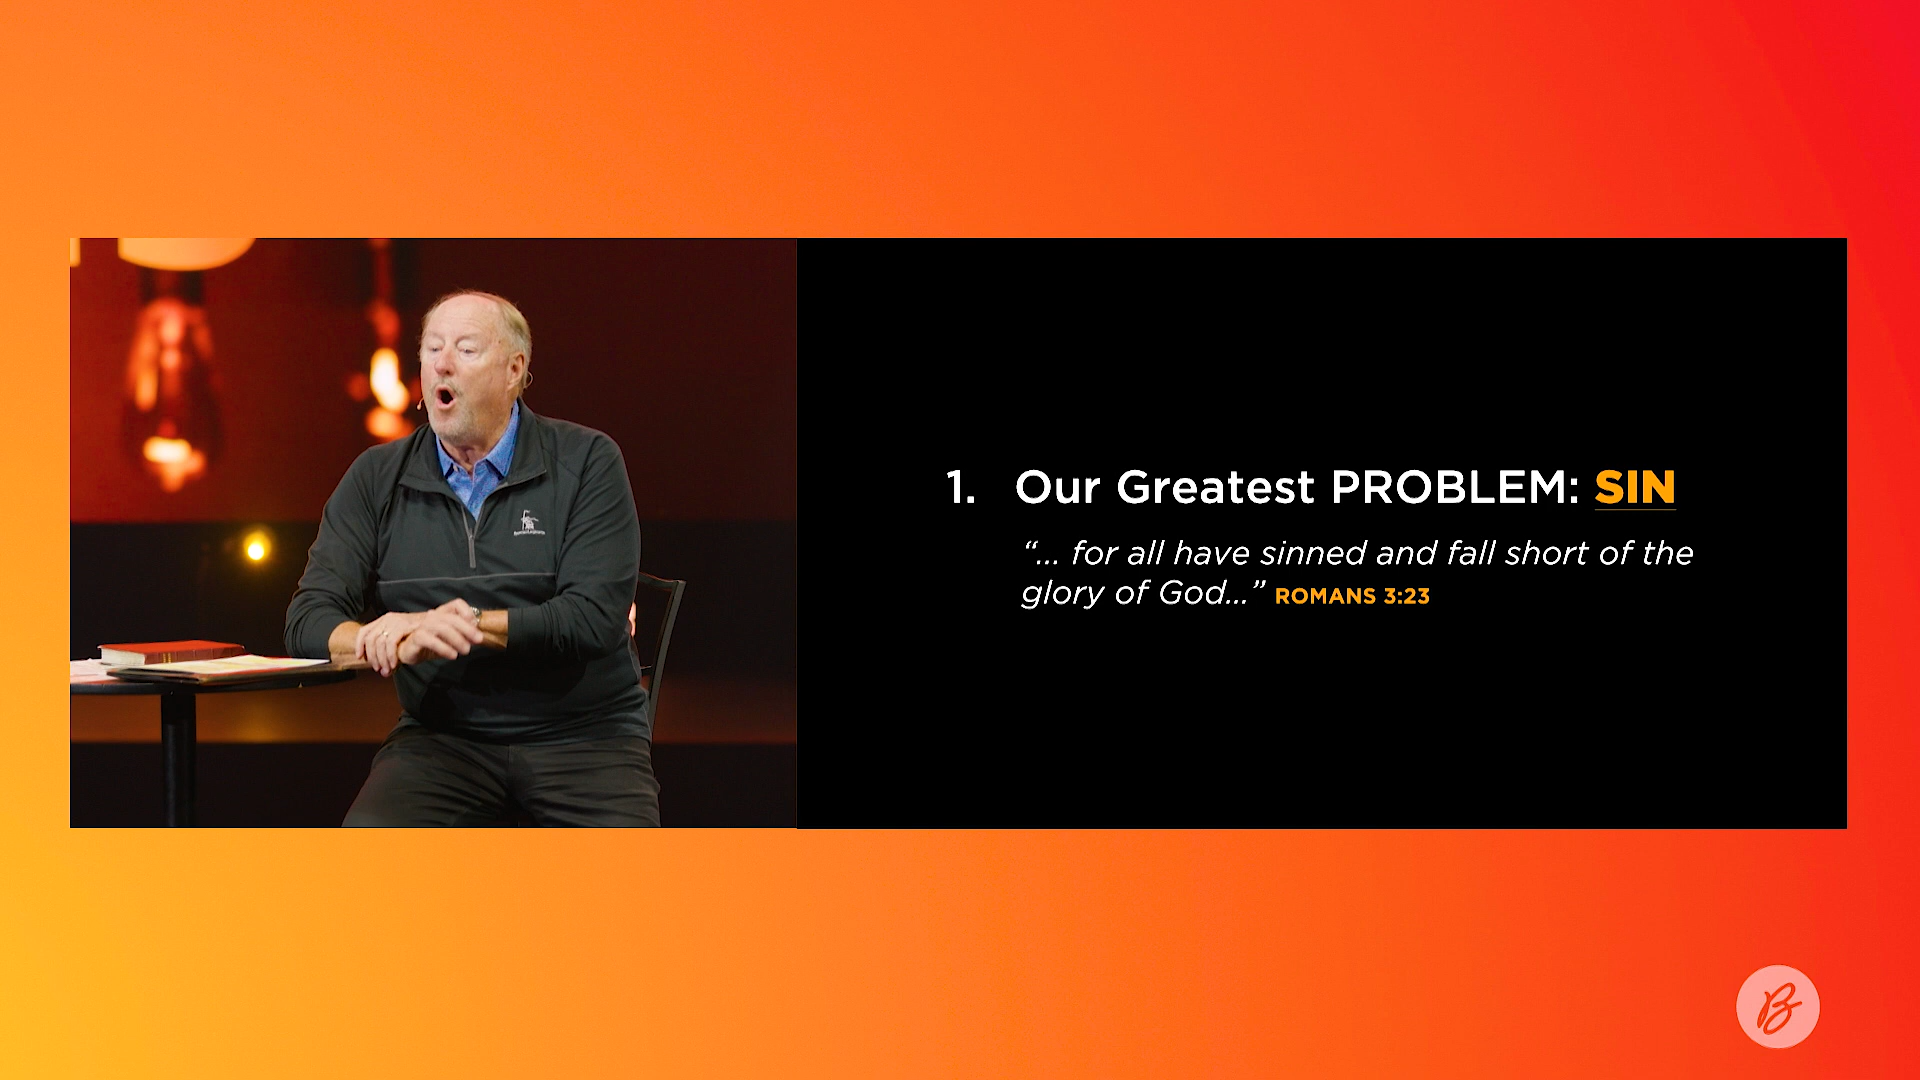 1. Our Greatest PROBLEM: SIN
“... for all have sinned and fall short of the
glory of God...” ROMANS 3:23
B